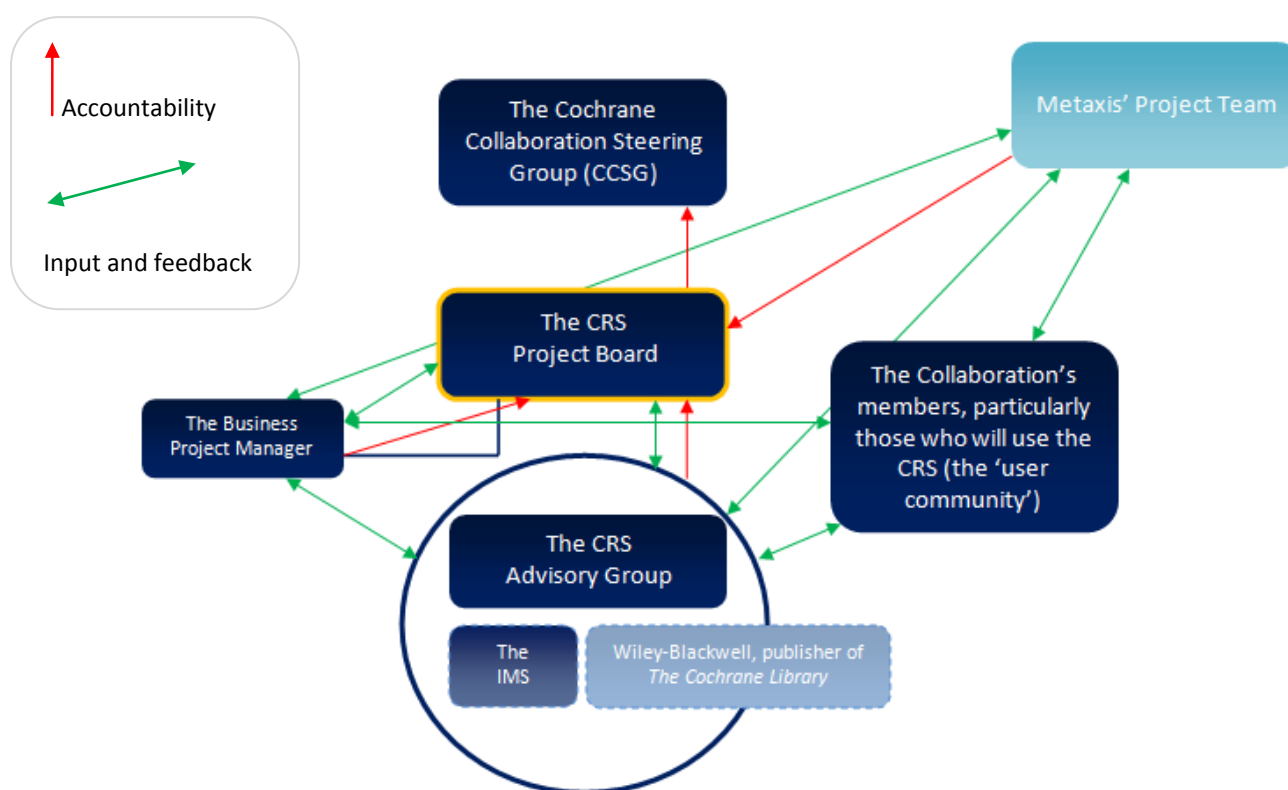 Accountability
Input and feedback
The Cochrane
Collaboration Steering
Group (CCSG)
Metaxis’ Project Team
The CRS
Project Board
The Business
Project Manager
The Collaboration’s
members, particularly
those who will use the
CRS (the ‘user
community’)
The CRS
Advisory Group
The
IMS
Wiley-Blackwell, publisher of
The Cochrane Library